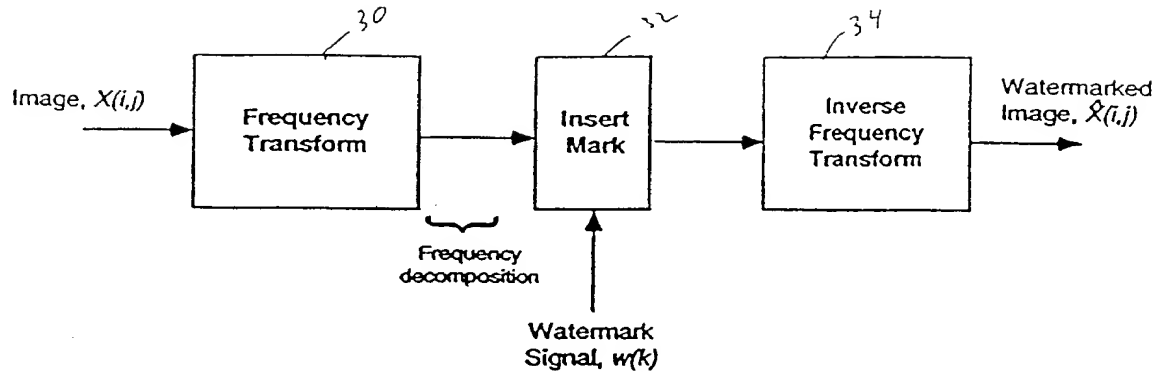 30
32
34
Image, X(i,j)
Frequency
Transform
Insert
Mark
Inverse
Frequency
Transform
Watermarked
Image, X̂(i,j)
Frequency
decomposition
Watermark
Signal, w(k)